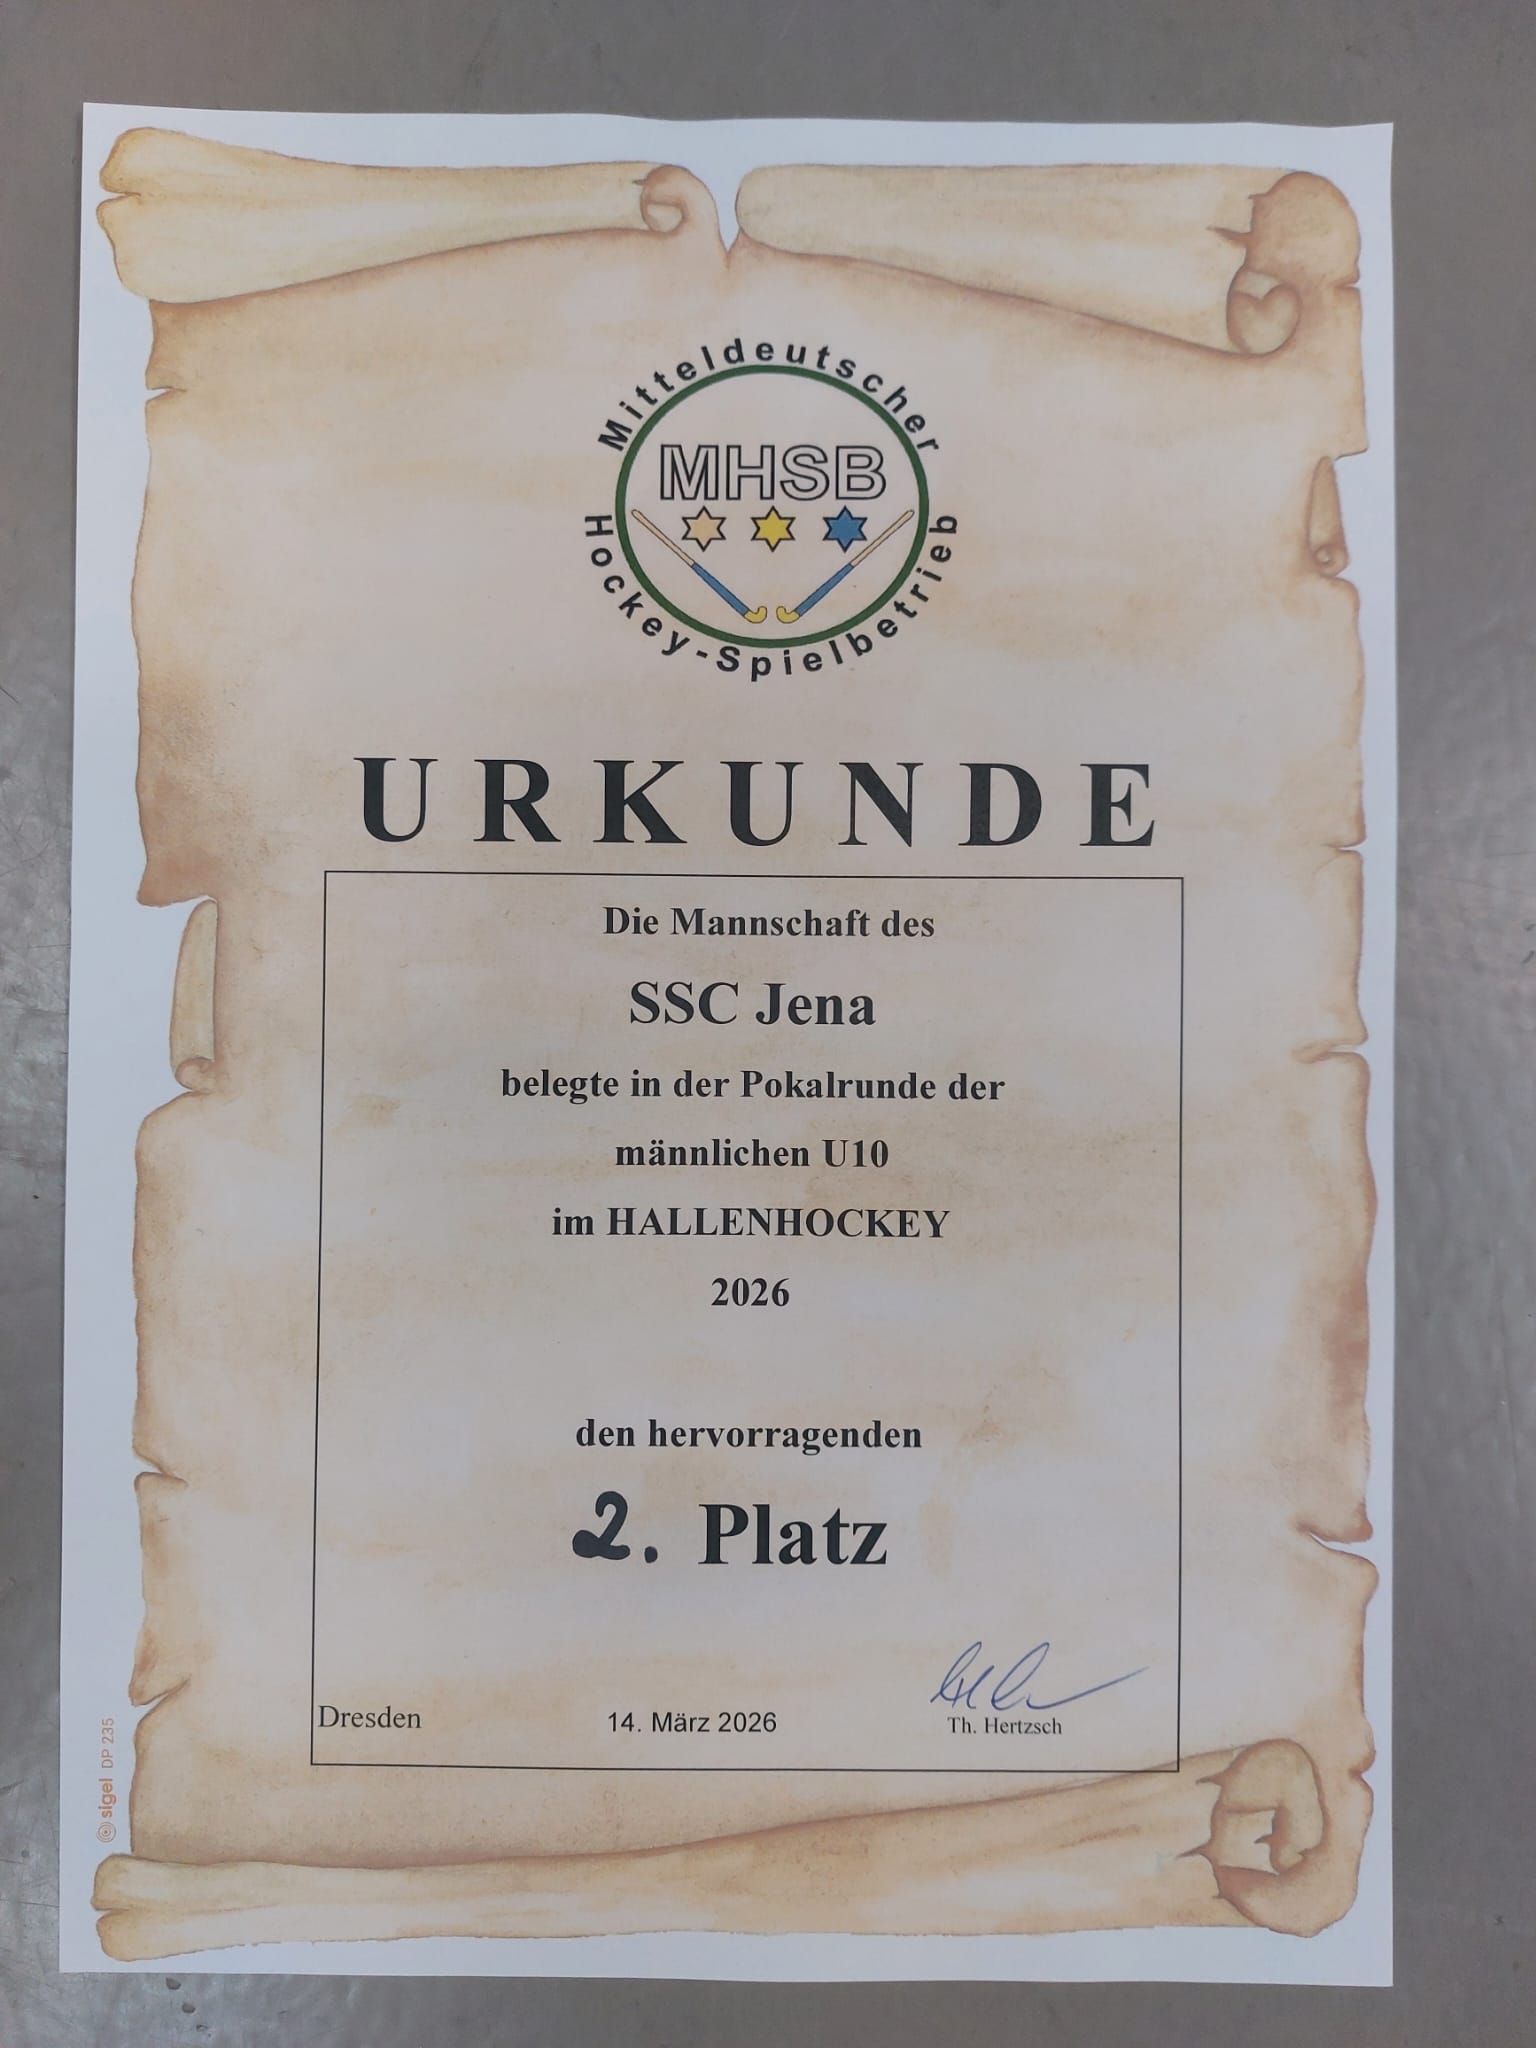 Mitteldeutscher
MHSB
Hockey-Spielbetrieb
URKUNDE
Die Mannschaft des
SSC Jena
belegte in der Pokalrunde der
männlichen U10
im HALLENHOCKEY
2026
den hervorragenden
2. Platz
Dresden
14. März 2026
Th. Hertzsch
sigel DP 235